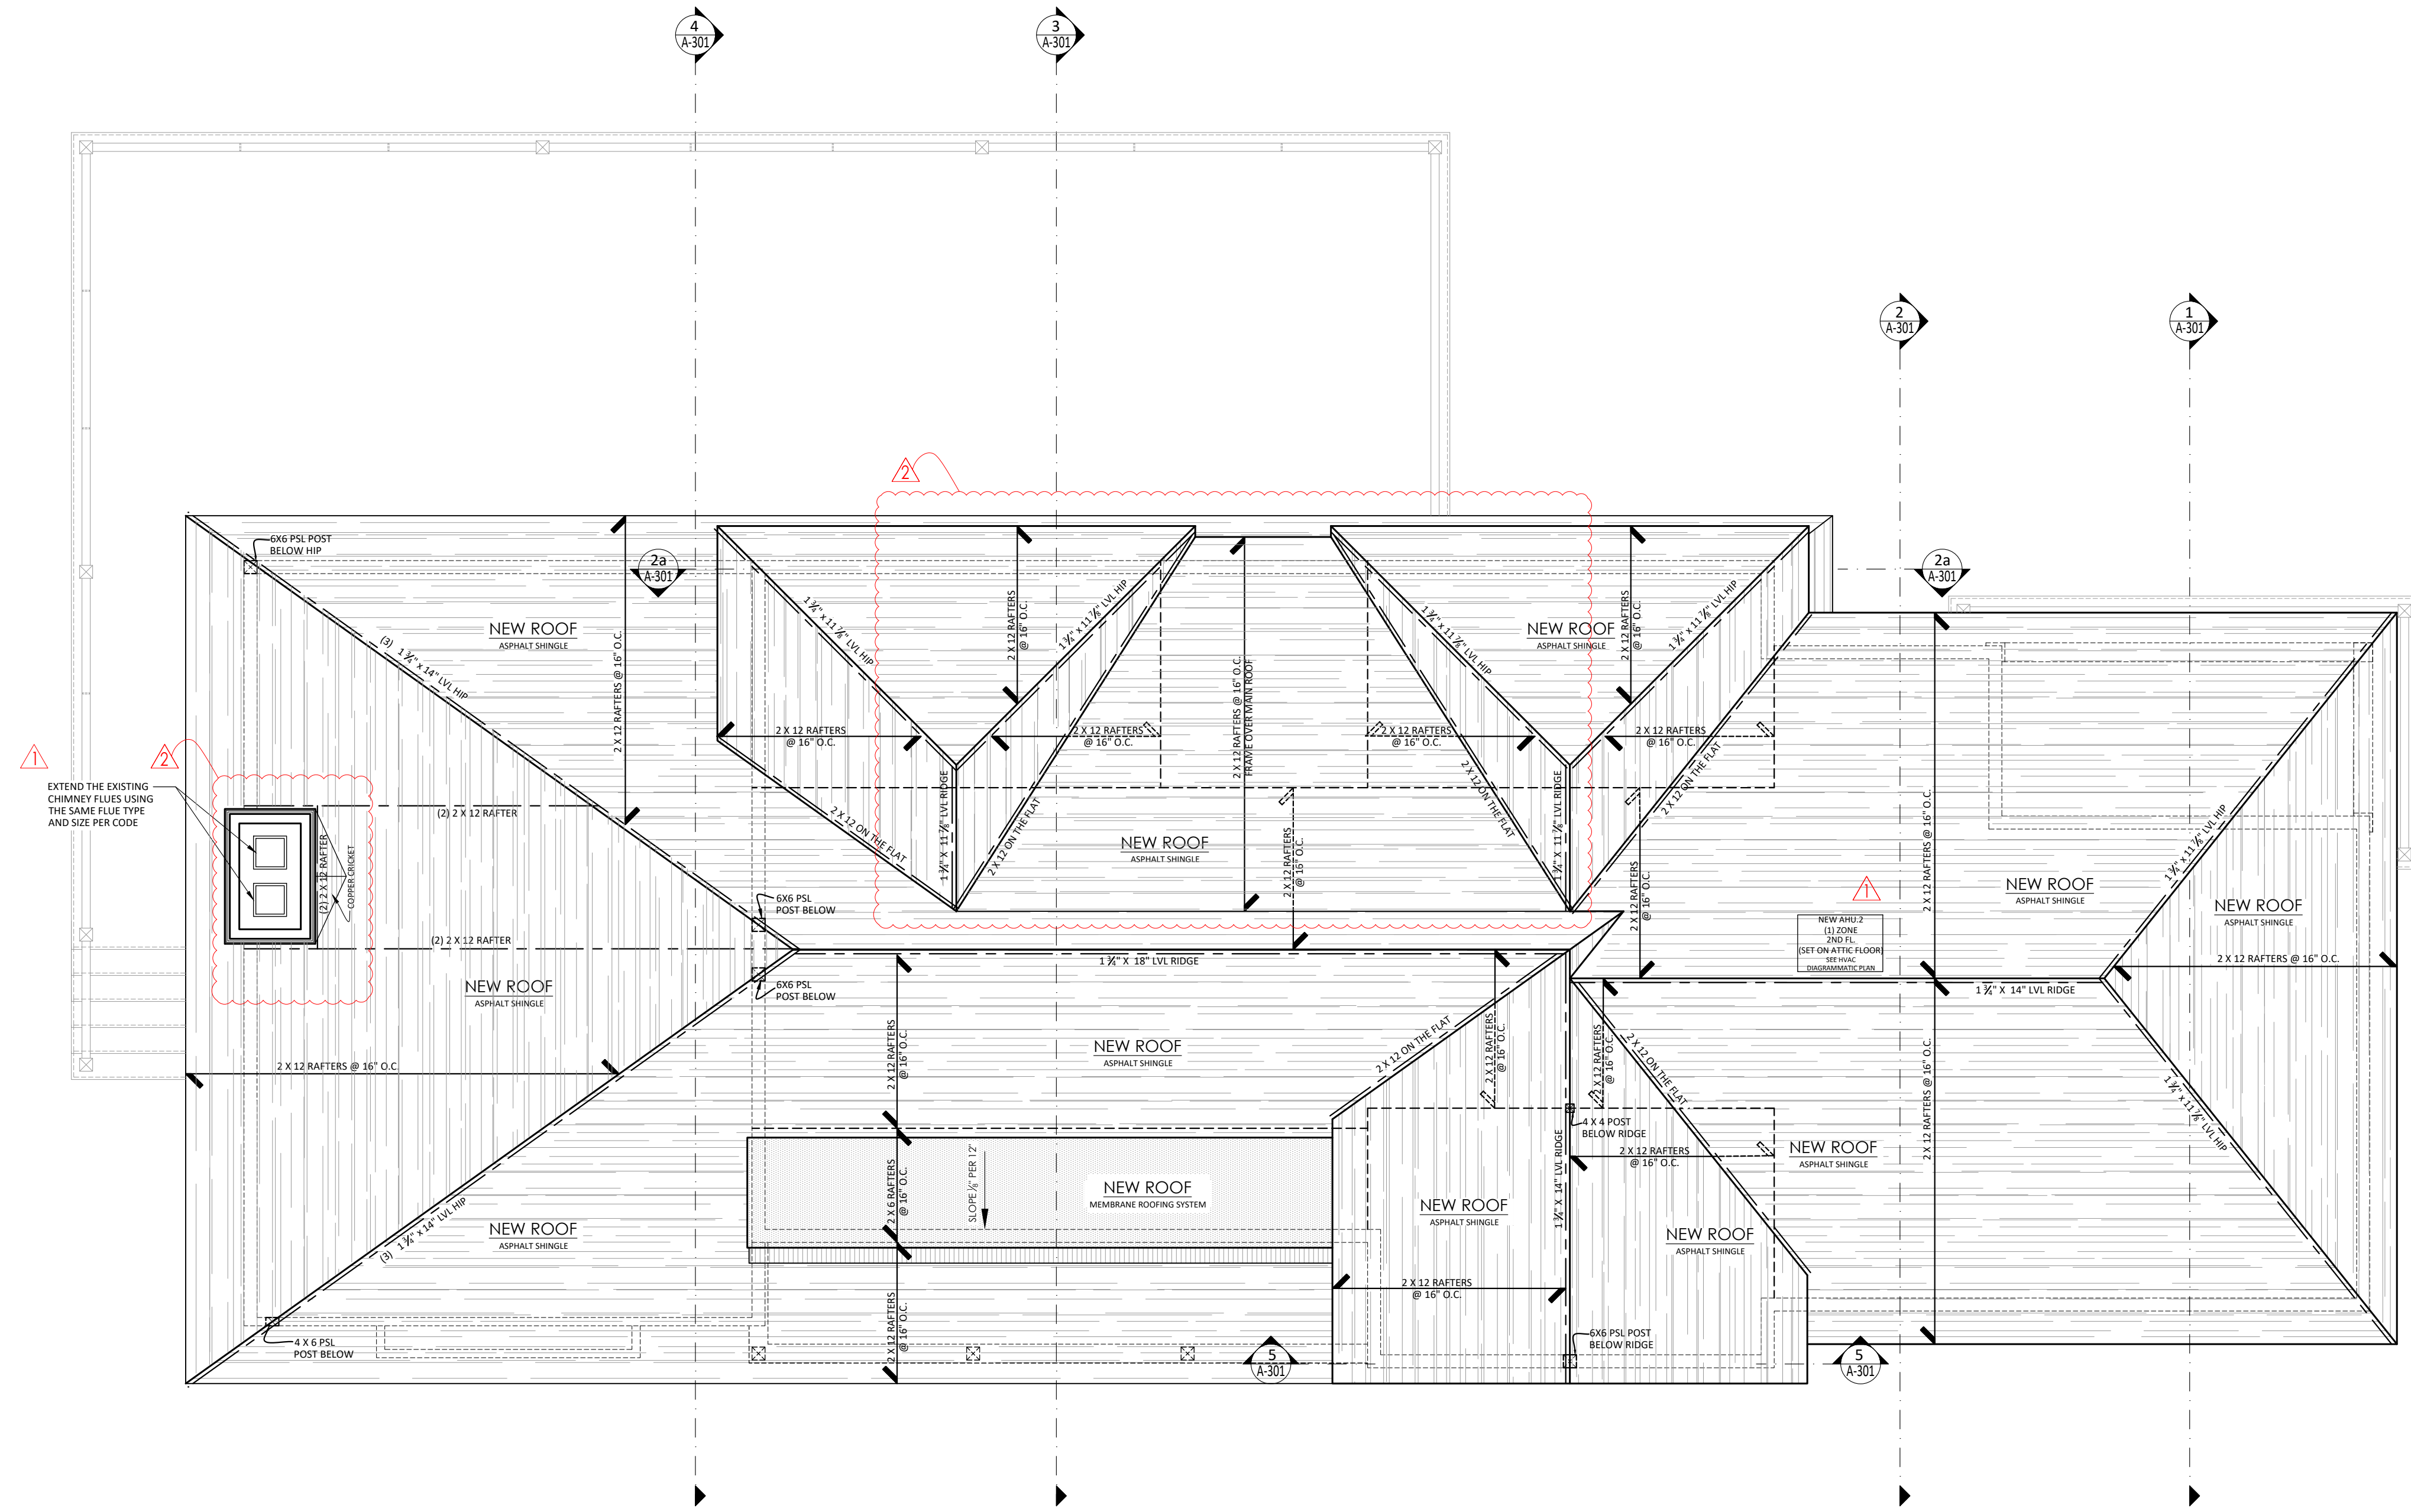 4
A-301
3
A-301
2
A-301
1
A-301
2
6X6 PSL POST
BELOW HIP
2a
A-301
2a
A-301
NEW ROOF
ASPHALT SHINGLE
2 X 12 RAFTERS @ 16" O.C.
(3) 1 ¾" x 14" LVL HIP
1 ¾" x 11 ⅞" LVL HIP
2 X 12 RAFTERS
@ 16" O.C.
1 ¾" x 11 ⅞" LVL HIP
2 X 12 RAFTERS @ 16" O.C.
FRAME OVER MAIN ROOF
1 ¾" x 11 ⅞" LVL HIP
NEW ROOF
ASPHALT SHINGLE
2 X 12 RAFTERS
@ 16" O.C.
1 ¾" x 11 ⅞" LVL HIP
2 X 12 RAFTERS
@ 16" O.C.
2 X 12 RAFTERS
@ 16" O.C.
2 X 12 RAFTERS
@ 16" O.C.
2 X 12 RAFTERS
@ 16" O.C.
1
2
EXTEND THE EXISTING
CHIMNEY FLUES USING
THE SAME FLUE TYPE
AND SIZE PER CODE
(2) 2 X 12 RAFTER
(2) 2 X 12 RAFTER
COPPER CRICKET
(2) 2 X 12 RAFTER
2 X 12 ON THE FLAT
1 ¾" X 11 ⅞" LVL RIDGE
2 X 12 ON THE FLAT
NEW ROOF
ASPHALT SHINGLE
2 X 12 RAFTERS
@ 16" O.C.
2 X 12 ON THE FLAT
1 ¾" X 11 ⅞" LVL RIDGE
2 X 12 ON THE FLAT
2 X 12 RAFTERS
@ 16" O.C.
1
NEW AHU.2
(1) ZONE
2ND FL.
(SET ON ATTIC FLOOR)
SEE HVAC
DIAGRAMMATIC PLAN
2 X 12 RAFTERS @ 16" O.C.
NEW ROOF
ASPHALT SHINGLE
1 ¾" x 11 ⅞" LVL HIP
NEW ROOF
ASPHALT SHINGLE
2 X 12 RAFTERS @ 16" O.C.
6X6 PSL
POST BELOW
6X6 PSL
POST BELOW
1 ¾" X 18" LVL RIDGE
1 ¾" X 14" LVL RIDGE
NEW ROOF
ASPHALT SHINGLE
2 X 12 RAFTERS @ 16" O.C.
2 X 12 RAFTERS
@ 16" O.C.
NEW ROOF
ASPHALT SHINGLE
2 X 12 ON THE FLAT
2 X 12 RAFTERS
@ 16" O.C.
2 X 12 RAFTERS
@ 16" O.C.
2 X 12 ON THE FLAT
2 X 12 RAFTERS @ 16" O.C.
1 ¾" x 11 ⅞" LVL HIP
4 X 4 POST
BELOW RIDGE
2 X 12 RAFTERS
@ 16" O.C.
NEW ROOF
ASPHALT SHINGLE
(3) 1 ¾" x 14" LVL HIP
NEW ROOF
ASPHALT SHINGLE
2 X 6 RAFTERS
@ 16" O.C.
SLOPE ⅛" PER 12"
NEW ROOF
MEMBRANE ROOFING SYSTEM
NEW ROOF
ASPHALT SHINGLE
1 ¾" X 14" LVL RIDGE
NEW ROOF
ASPHALT SHINGLE
2 X 12 RAFTERS
@ 16" O.C.
4 X 6 PSL
POST BELOW
2 X 12 RAFTERS
@ 16" O.C.
6X6 PSL POST
BELOW RIDGE
5
A-301
5
A-301